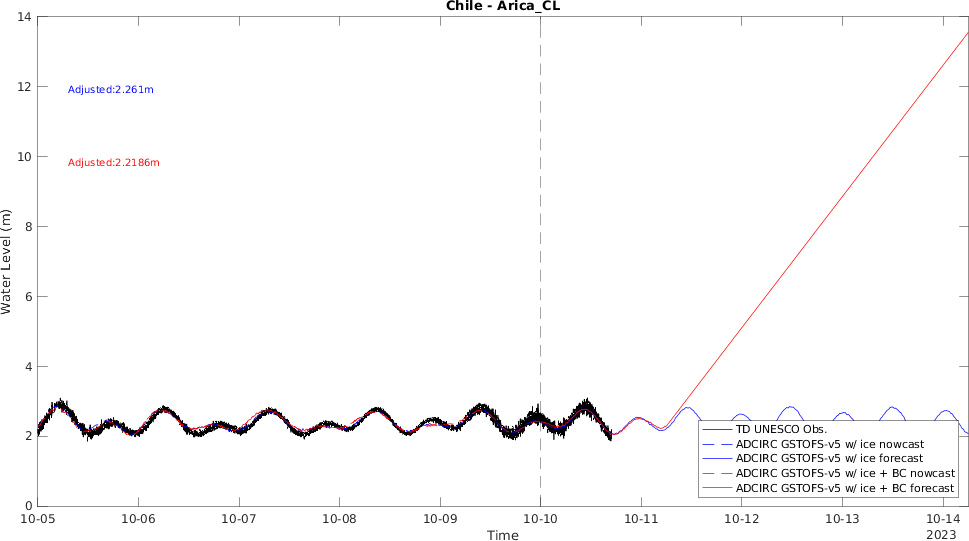 Chile - Arica_CL
14
12
10
8
6
4
2
0
Water Level (m)
Adjusted:2.261m
Adjusted:2.2186m
TD UNESCO Obs.
ADCIRC GSTOFS-v5 w/ ice nowcast
ADCIRC GSTOFS-v5 w/ ice forecast
ADCIRC GSTOFS-v5 w/ ice + BC nowcast
ADCIRC GSTOFS-v5 w/ ice + BC forecast
10-05 10-06 10-07 10-08 10-09 10-10 10-11 10-12 10-13 10-14
Time
2023